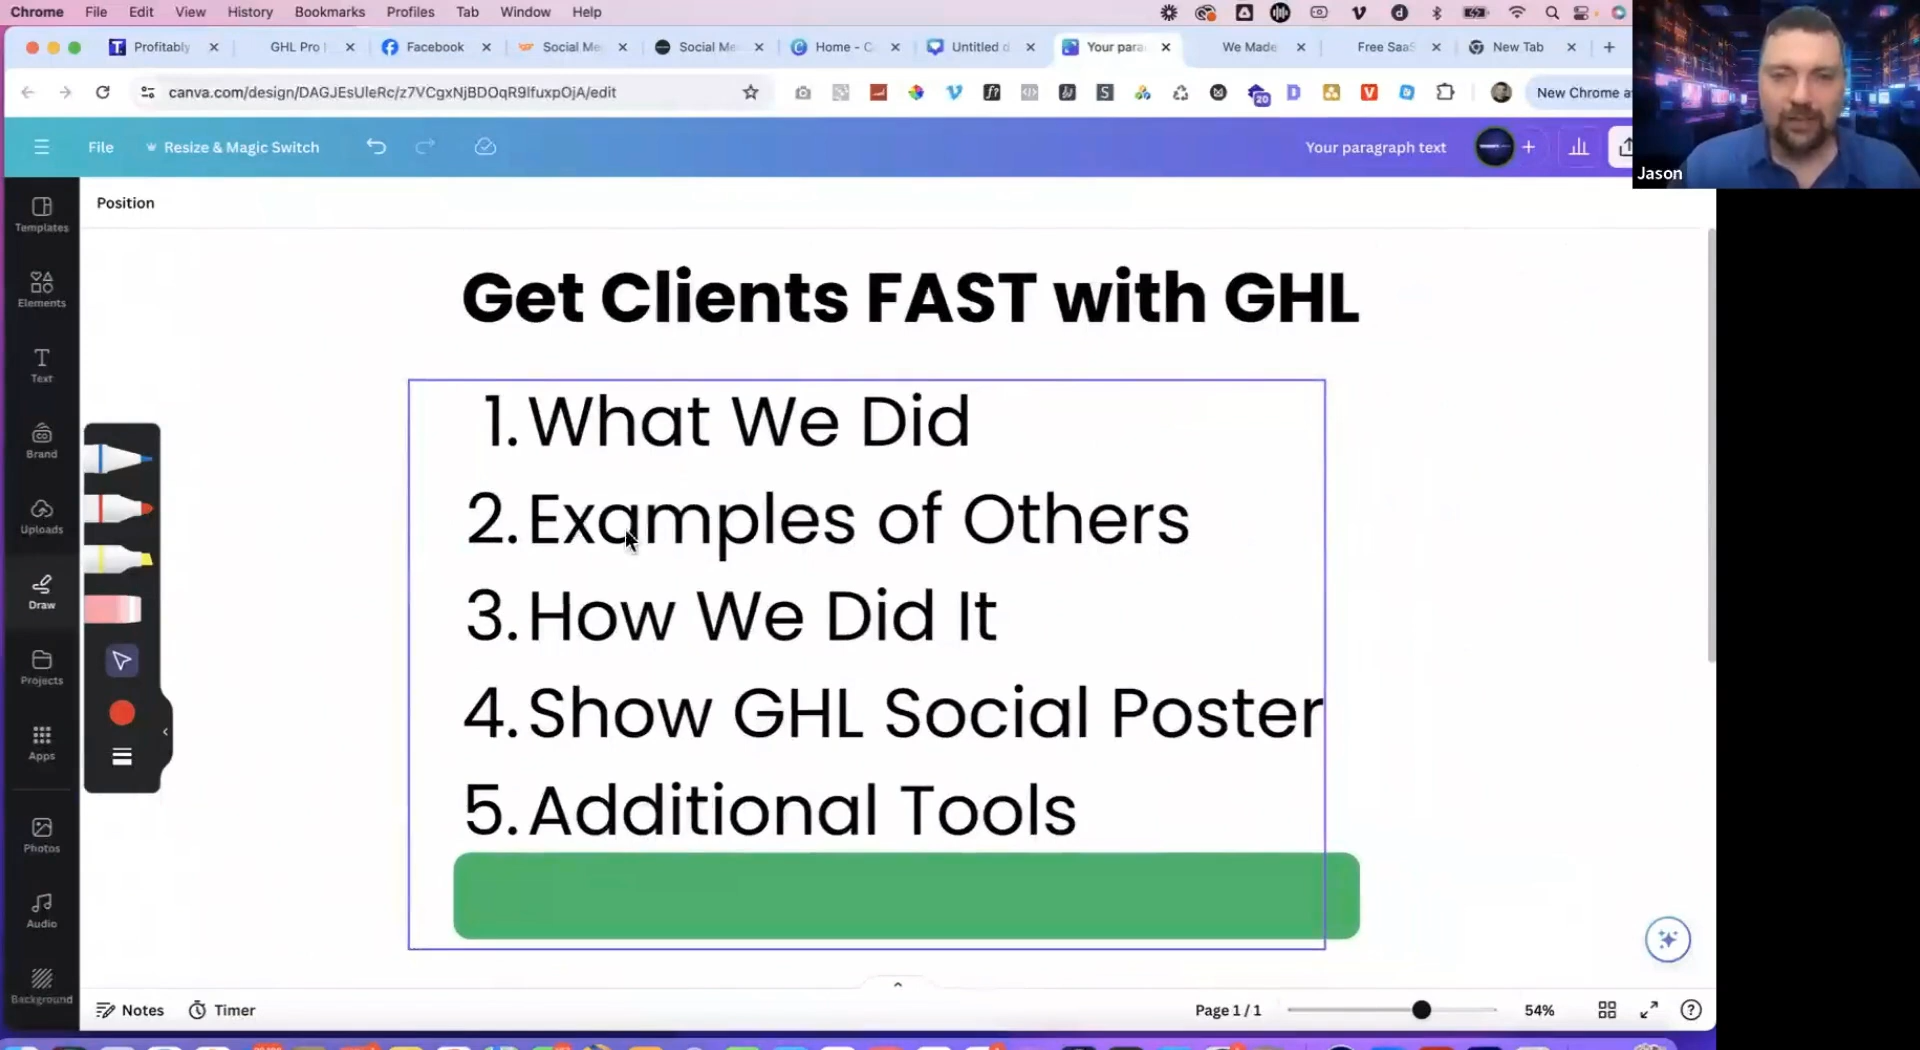 Chrome File Edit View History Bookmarks Profiles Tab Window Help
Profitably GHL Pro Facebook Social Me Social Me Home - C Untitled d Your para We Made Free SaaS New Tab
canva.com/design/DAGJEsUleRc/z7VCgxNjBDOqR9lfuxpOjA/edit
20
New Chrome a
File Resize & Magic Switch Your paragraph text
Jason
Position
Templates
Elements
Text
Brand
Uploads
Draw
Projects
Apps
Photos
Audio
Background
Get Clients FAST with GHL
1. What We Did
2. Examples of Others
3. How We Did It
4. Show GHL Social Poster
5. Additional Tools
Notes Timer Page 1 / 1 54%